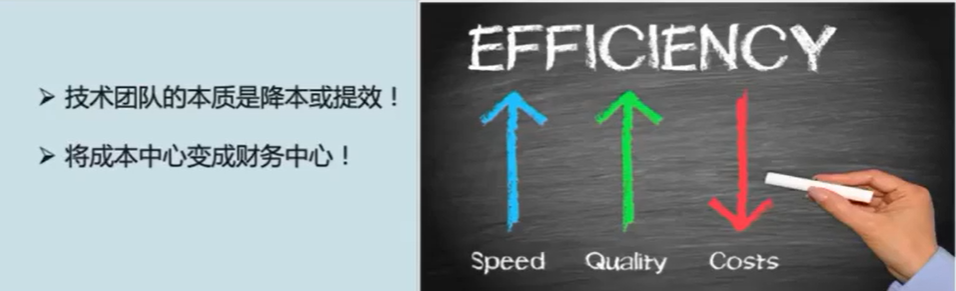 ➢ 技术团队的本质是降本或提效！
➢ 将成本中心变成财务中心！
EFFICIENCY
Speed Quality Costs